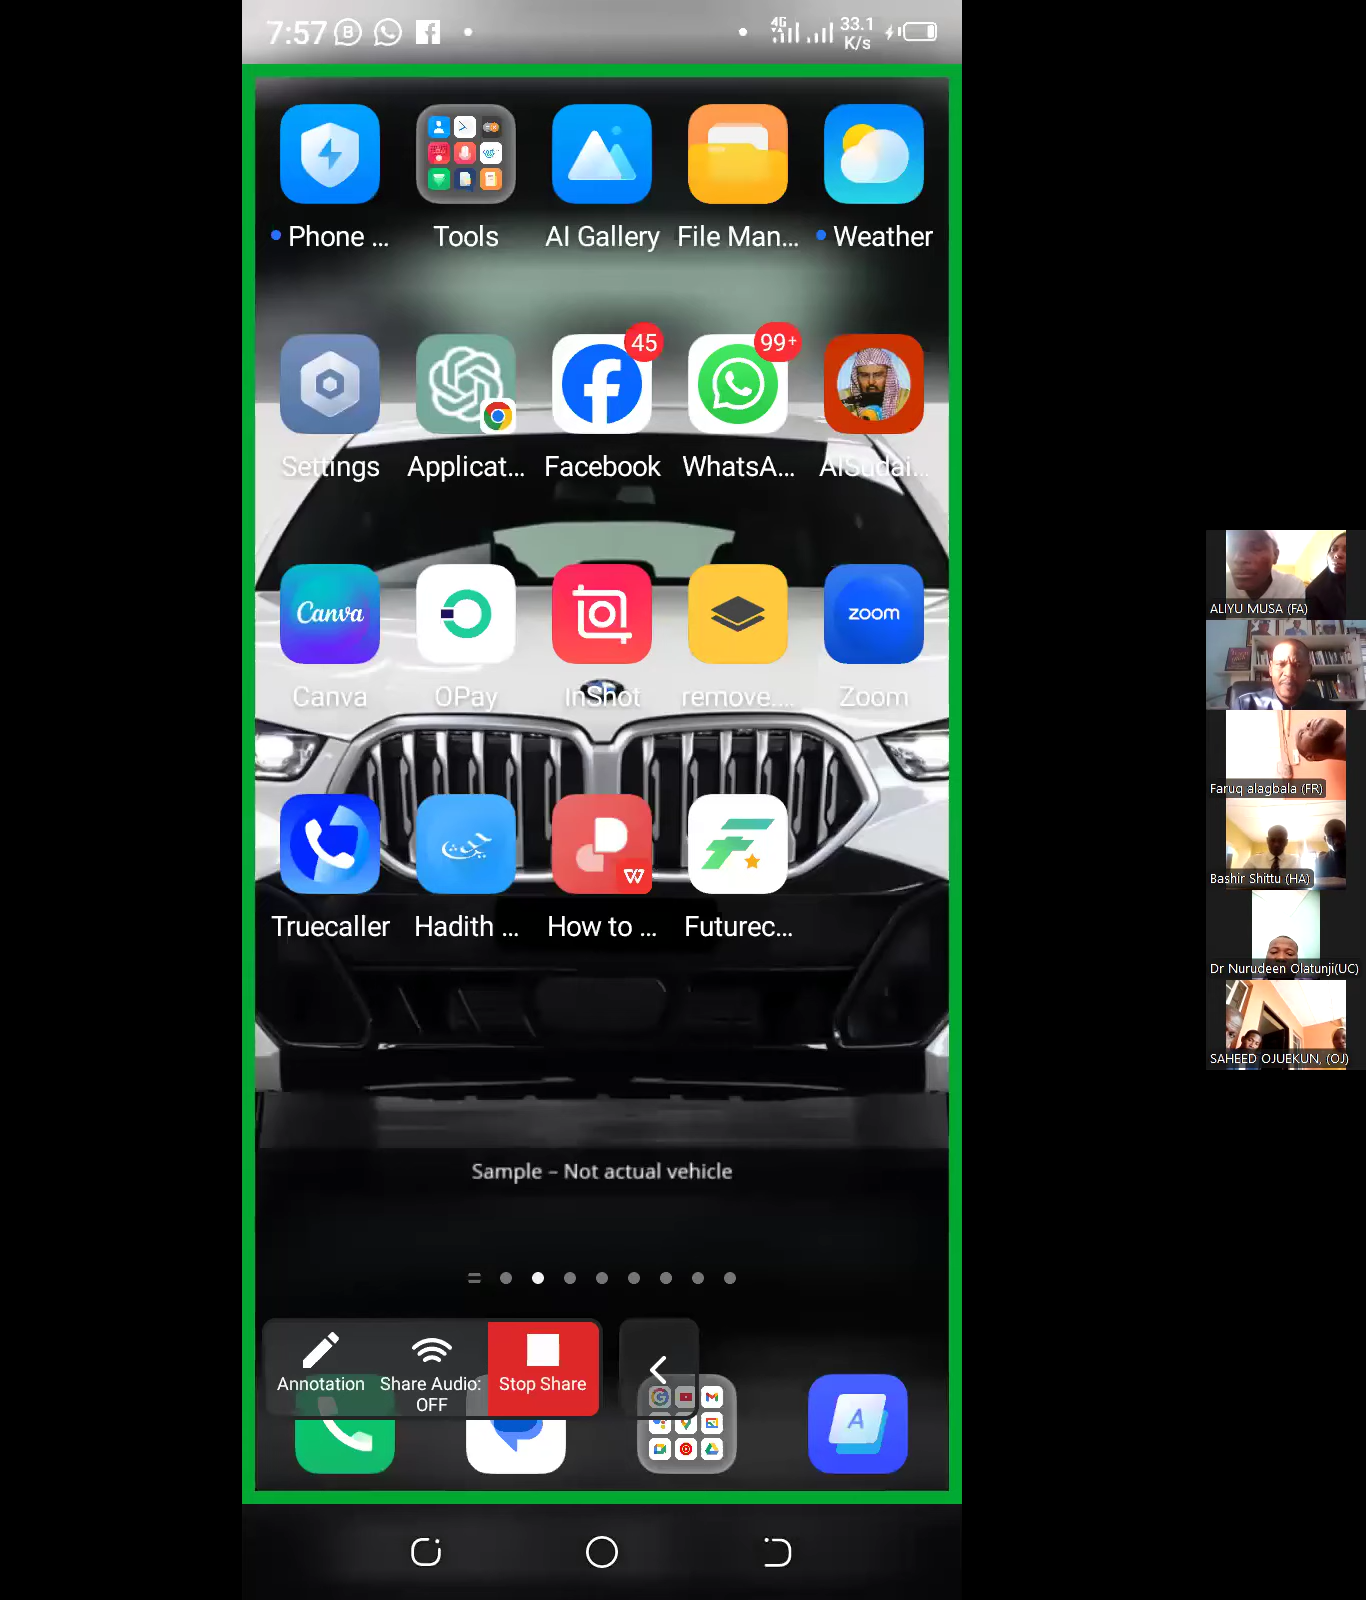 7:57
4G
33.1
K/s
Phone ...
Tools
AI Gallery
File Man...
Weather
45
99+
Settings
Applicat...
Facebook
WhatsA...
AlSudai...
Canva
zoom
Canva
OPay
InShot
remove....
Zoom
Truecaller
Hadith ...
How to ...
Futurec...
Sample – Not actual vehicle
Annotation
Share Audio:
OFF
Stop Share
A
ALIYU MUSA (FA)
Faruq alagbala (FR)
Bashir Shittu (HA)
Dr Nurudeen Olatunji(UC)
SAHEED OJUEKUN, (OJ)